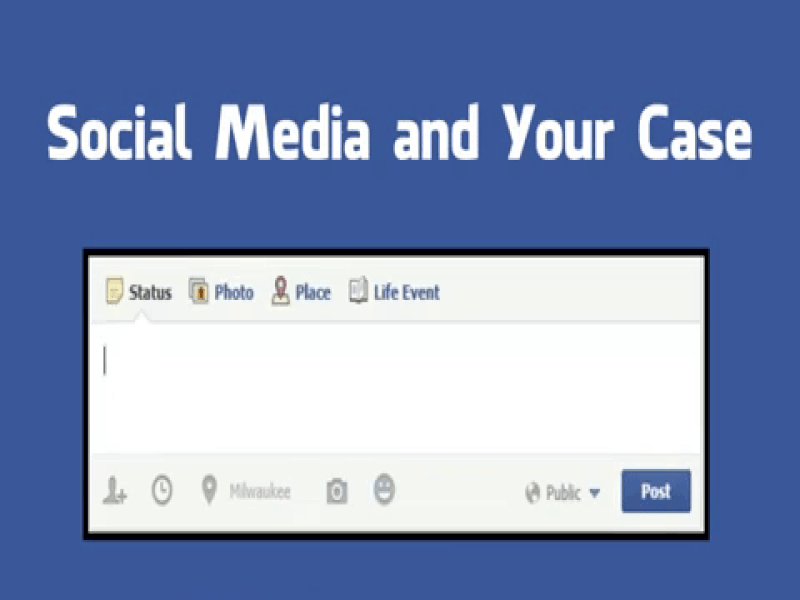 Social Media and Your Case
Status Photo Place Life Event
Milwaukee Public Post